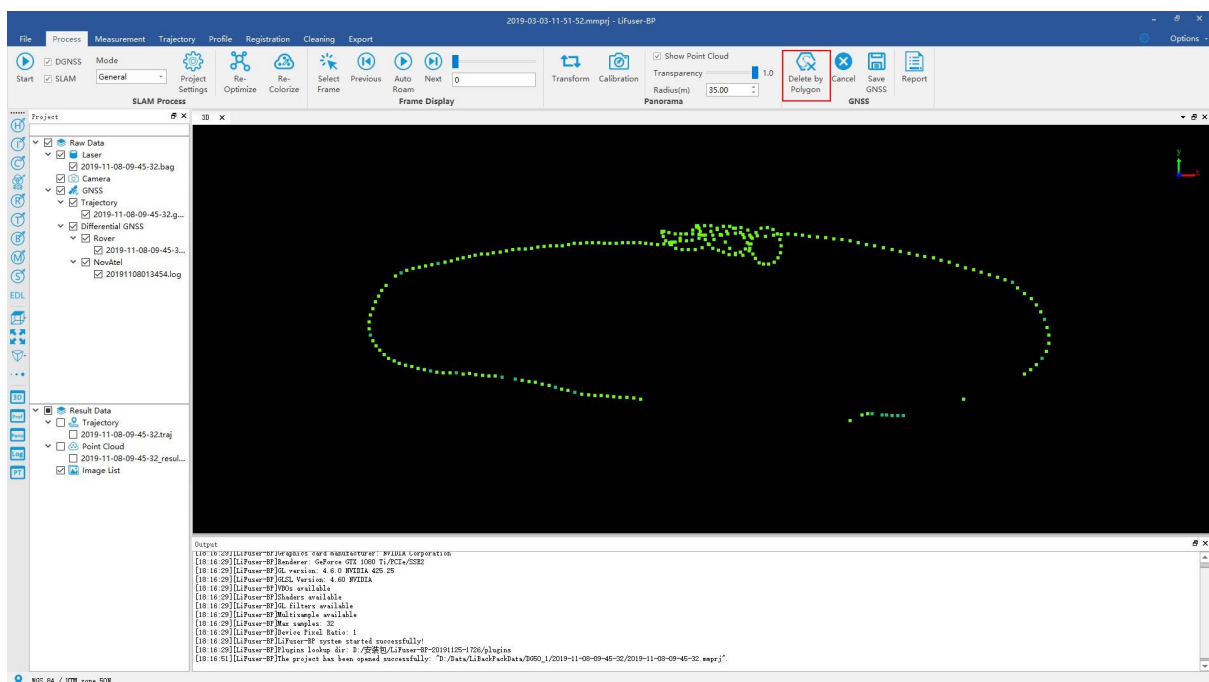 2019-03-03-11-51-52.mmprj - LiFuser-BP
File Process Measurement Trajectory Profile Registration Cleaning Export Options
Start DGNSS SLAM Mode General Project Settings Re-Optimize Re-Colorize Select Frame Previous Auto Roam Next 0 Transform Calibration Show Point Cloud Transparency 1.0 Radius(m) 35.00 Delete by Polygon Cancel Save GNSS Report
SLAM Process Frame Display Panorama GNSS
Project
3D
Raw Data
Laser
2019-11-08-09-45-32.bag
Camera
GNSS
Trajectory
2019-11-08-09-45-32.g...
Differential GNSS
Rover
2019-11-08-09-45-3...
NovAtel
20191108013454.log
EDL
3D
Prof
Pano
Log
PT
y
x
Result Data
Trajectory
2019-11-08-09-45-32.traj
Point Cloud
2019-11-08-09-45-32_resul...
Image List
Output
[18:16:29][LiFuser-BP]Graphics card manufacturer: NVIDIA Corporation
[18:16:29][LiFuser-BP]Renderer: GeForce GTX 1080 Ti/PCIe/SSE2
[18:16:29][LiFuser-BP]GL version: 4.6.0 NVIDIA 425.25
[18:16:29][LiFuser-BP]GLSL Version: 4.60 NVIDIA
[18:16:29][LiFuser-BP]VBOs available
[18:16:29][LiFuser-BP]Shaders available
[18:16:29][LiFuser-BP]GL filters available
[18:16:29][LiFuser-BP]Multisample available
[18:16:29][LiFuser-BP]Max samples: 32
[18:16:29][LiFuser-BP]Device Pixel Ratio: 1
[18:16:29][LiFuser-BP]LiFuser-BP system started successfully!
[18:16:29][LiFuser-BP]Plugins lookup dir: D:/安装包/LiFuser-BP-20191125-1726/plugins
[18:16:51][LiFuser-BP]The project has been opened successfully: "D:/Data/LiBackPackData/DG50_1/2019-11-08-09-45-32/2019-11-08-09-45-32.mmprj".
WGS 84 / UTM zone 50N